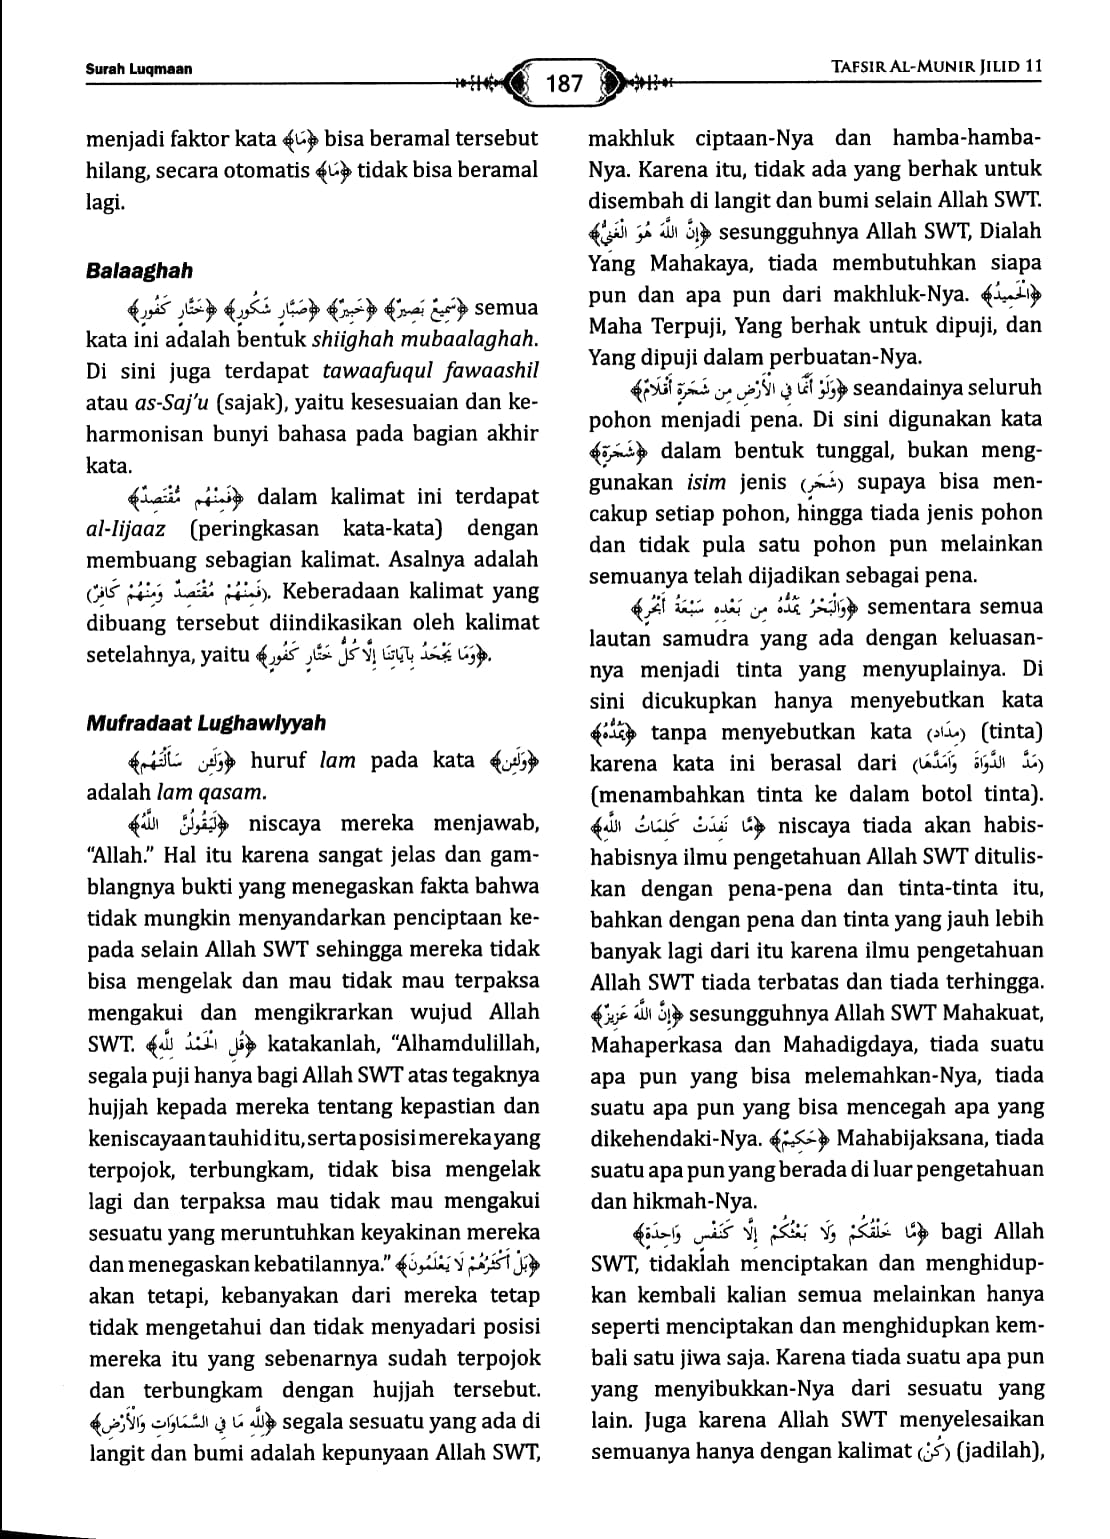 Surah Luqmaan
187
TAFSIR AL-MUNIR JILID 11
menjadi faktor kata ﴿مَا﴾ bisa beramal tersebut
hilang, secara otomatis ﴿مَا﴾ tidak bisa beramal
lagi.
Balaaghah
﴿سَمِيعٌ بَصِيرٌ﴾ ﴿خَبِيرٌ﴾ ﴿صَبَّارٍ شَكُورٍ﴾ ﴿خَتَّارٍ كَفُورٍ﴾ semua
kata ini adalah bentuk shiighah mubaalaghah.
Di sini juga terdapat tawaafuqul fawaashil
atau as-Saj’u (sajak), yaitu kesesuaian dan ke-
harmonisan bunyi bahasa pada bagian akhir
kata.
﴿فَمِنْهُم مُّقْتَصِدٌ﴾ dalam kalimat ini terdapat
al-Iijaaz (peringkasan kata-kata) dengan
membuang sebagian kalimat. Asalnya adalah
(فَمِنْهُمْ مُقْتَصِدٌ وَمِنْهُمْ كَافِرٌ). Keberadaan kalimat yang
dibuang tersebut diindikasikan oleh kalimat
setelahnya, yaitu ﴿وَمَا يَجْحَدُ بِآيَاتِنَا إِلَّا كُلُّ خَتَّارٍ كَفُورٍ﴾.
Mufradaat Lughawiyyah
﴿وَلَئِن سَأَلْتَهُم﴾ huruf lam pada kata ﴿وَلَئِن﴾
adalah lam qasam.
﴿لَيَقُولُنَّ اللَّهُ﴾ niscaya mereka menjawab,
“Allah.” Hal itu karena sangat jelas dan gam-
blangnya bukti yang menegaskan fakta bahwa
tidak mungkin menyandarkan penciptaan ke-
pada selain Allah SWT sehingga mereka tidak
bisa mengelak dan mau tidak mau terpaksa
mengakui dan mengikrarkan wujud Allah
SWT. ﴿قُلِ الْحَمْدُ لِلَّهِ﴾ katakanlah, “Alhamdulillah,
segala puji hanya bagi Allah SWT atas tegaknya
hujjah kepada mereka tentang kepastian dan
keniscayaan tauhid itu, serta posisi mereka yang
terpojok, terbungkam, tidak bisa mengelak
lagi dan terpaksa mau tidak mau mengakui
sesuatu yang meruntuhkan keyakinan mereka
dan menegaskan kebatilannya.” ﴿بَلْ أَكْثَرُهُمْ لَا يَعْلَمُونَ﴾
akan tetapi, kebanyakan dari mereka tetap
tidak mengetahui dan tidak menyadari posisi
mereka itu yang sebenarnya sudah terpojok
dan terbungkam dengan hujjah tersebut.
﴿لِلَّهِ مَا فِي السَّمَاوَاتِ وَالْأَرْضِ﴾ segala sesuatu yang ada di
langit dan bumi adalah kepunyaan Allah SWT,
makhluk ciptaan-Nya dan hamba-hamba-
Nya. Karena itu, tidak ada yang berhak untuk
disembah di langit dan bumi selain Allah SWT.
﴿إِنَّ اللَّهَ هُوَ الْغَنِيُّ﴾ sesungguhnya Allah SWT, Dialah
Yang Mahakaya, tiada membutuhkan siapa
pun dan apa pun dari makhluk-Nya. ﴿الْحَمِيدُ﴾
Maha Terpuji, Yang berhak untuk dipuji, dan
Yang dipuji dalam perbuatan-Nya.
﴿وَلَوْ أَنَّمَا فِي الْأَرْضِ مِن شَجَرَةٍ أَقْلَامٌ﴾ seandainya seluruh
pohon menjadi pena. Di sini digunakan kata
﴿شَجَرَةٍ﴾ dalam bentuk tunggal, bukan meng-
gunakan isim jenis (شَجَرٍ) supaya bisa men-
cakup setiap pohon, hingga tiada jenis pohon
dan tidak pula satu pohon pun melainkan
semuanya telah dijadikan sebagai pena.
﴿وَالْبَحْرُ يَمُدُّهُ مِن بَعْدِهِ سَبْعَةُ أَبْحُرٍ﴾ sementara semua
lautan samudra yang ada dengan keluasan-
nya menjadi tinta yang menyuplainya. Di
sini dicukupkan hanya menyebutkan kata
﴿يَمُدُّهُ﴾ tanpa menyebutkan kata (مِدَاد) (tinta)
karena kata ini berasal dari (مَدَّ الدَّوَاةَ وَأَمَدَّهَا)
(menambahkan tinta ke dalam botol tinta).
﴿مَّا نَفِدَتْ كَلِمَاتُ اللَّهِ﴾ niscaya tiada akan habis-
habisnya ilmu pengetahuan Allah SWT ditulis-
kan dengan pena-pena dan tinta-tinta itu,
bahkan dengan pena dan tinta yang jauh lebih
banyak lagi dari itu karena ilmu pengetahuan
Allah SWT tiada terbatas dan tiada terhingga.
﴿إِنَّ اللَّهَ عَزِيزٌ﴾ sesungguhnya Allah SWT Mahakuat,
Mahaperkasa dan Mahadigdaya, tiada suatu
apa pun yang bisa melemahkan-Nya, tiada
suatu apa pun yang bisa mencegah apa yang
dikehendaki-Nya. ﴿حَكِيمٌ﴾ Mahabijaksana, tiada
suatu apa pun yang berada di luar pengetahuan
dan hikmah-Nya.
﴿مَّا خَلْقُكُمْ وَلَا بَعْثُكُمْ إِلَّا كَنَفْسٍ وَاحِدَةٍ﴾ bagi Allah
SWT, tidaklah menciptakan dan menghidup-
kan kembali kalian semua melainkan hanya
seperti menciptakan dan menghidupkan kem-
bali satu jiwa saja. Karena tiada suatu apa pun
yang menyibukkan-Nya dari sesuatu yang
lain. Juga karena Allah SWT menyelesaikan
semuanya hanya dengan kalimat (كُنْ) (jadilah),